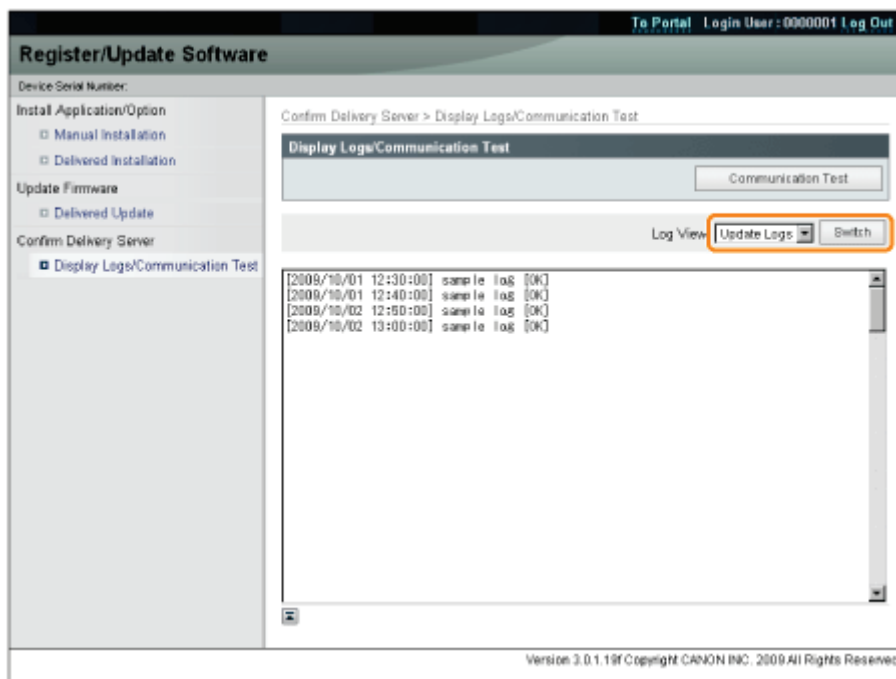 To Portal Login User : 0000001 Log Out
Register/Update Software
Device Serial Number:
Install Application/Option
Manual Installation
Delivered Installation
Update Firmware
Delivered Update
Confirm Delivery Server
Display Logs/Communication Test
Confirm Delivery Server > Display Logs/Communication Test
Display Logs/Communication Test
Communication Test
Log View Update Logs Switch
[2009/10/01 12:30:00] sample log [OK]
[2009/10/01 12:40:00] sample log [OK]
[2009/10/02 12:50:00] sample log [OK]
[2009/10/02 13:00:00] sample log [OK]
Version 3.0.1.19f Copyright CANON INC. 2009 All Rights Reserved